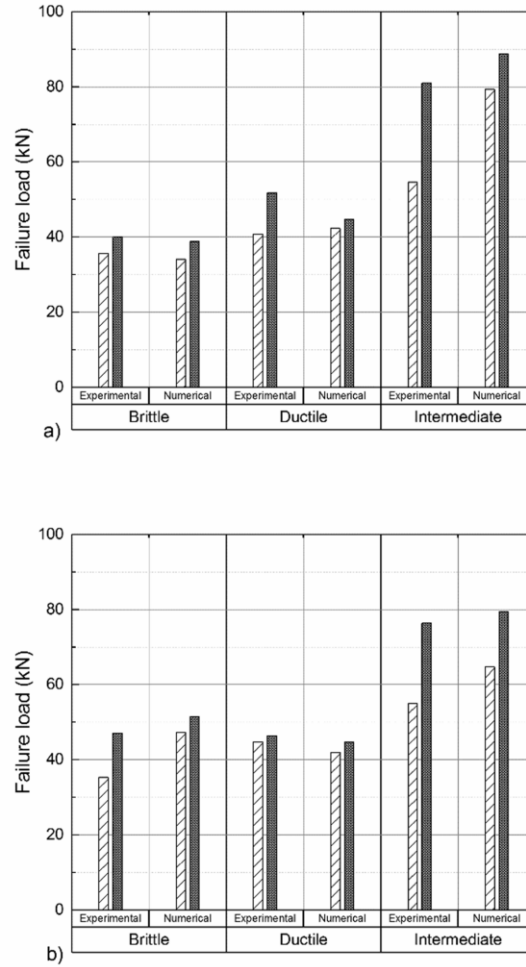 100
80
60
40
20
0
Failure load (kN)
Experimental Numerical Experimental Numerical Experimental Numerical
Brittle Ductile Intermediate
a)
100
80
60
40
20
0
Failure load (kN)
Experimental Numerical Experimental Numerical Experimental Numerical
Brittle Ductile Intermediate
b)